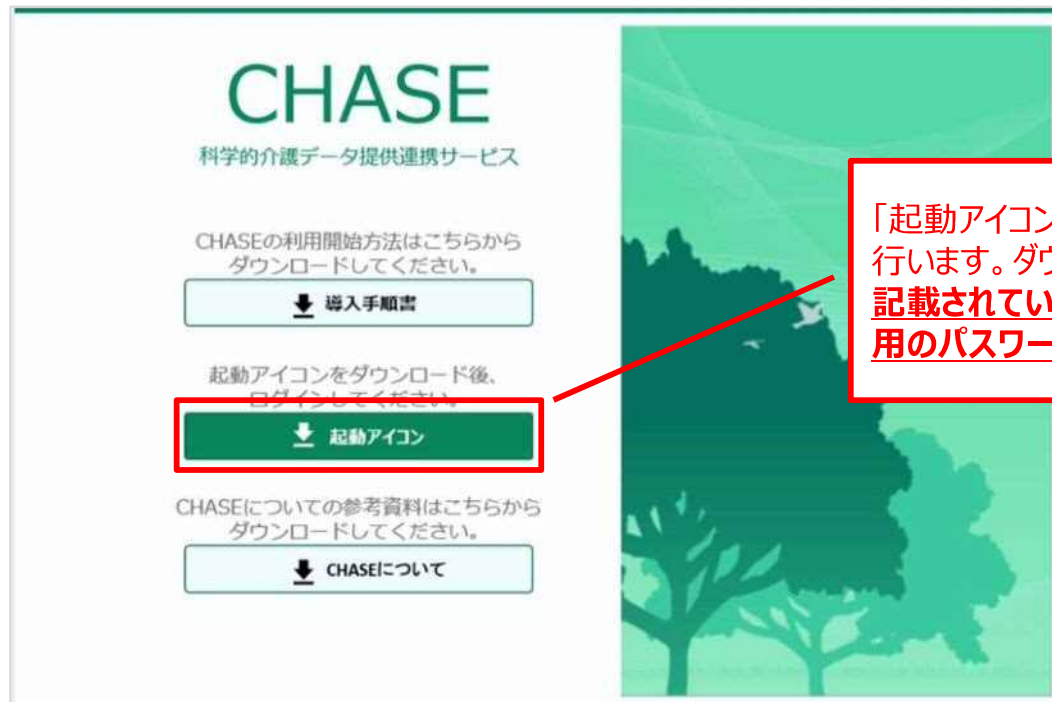 CHASE
科学的介護データ提供連携サービス
CHASEの利用開始方法はこちらから
ダウンロードしてください。
導入手順書
起動アイコンをダウンロード後、
ログインしてください。
起動アイコン
CHASEについての参考資料はこちらから
ダウンロードしてください。
CHASEについて
「起動アイコン
行います。ダウ
記載されてい
用のパスワー